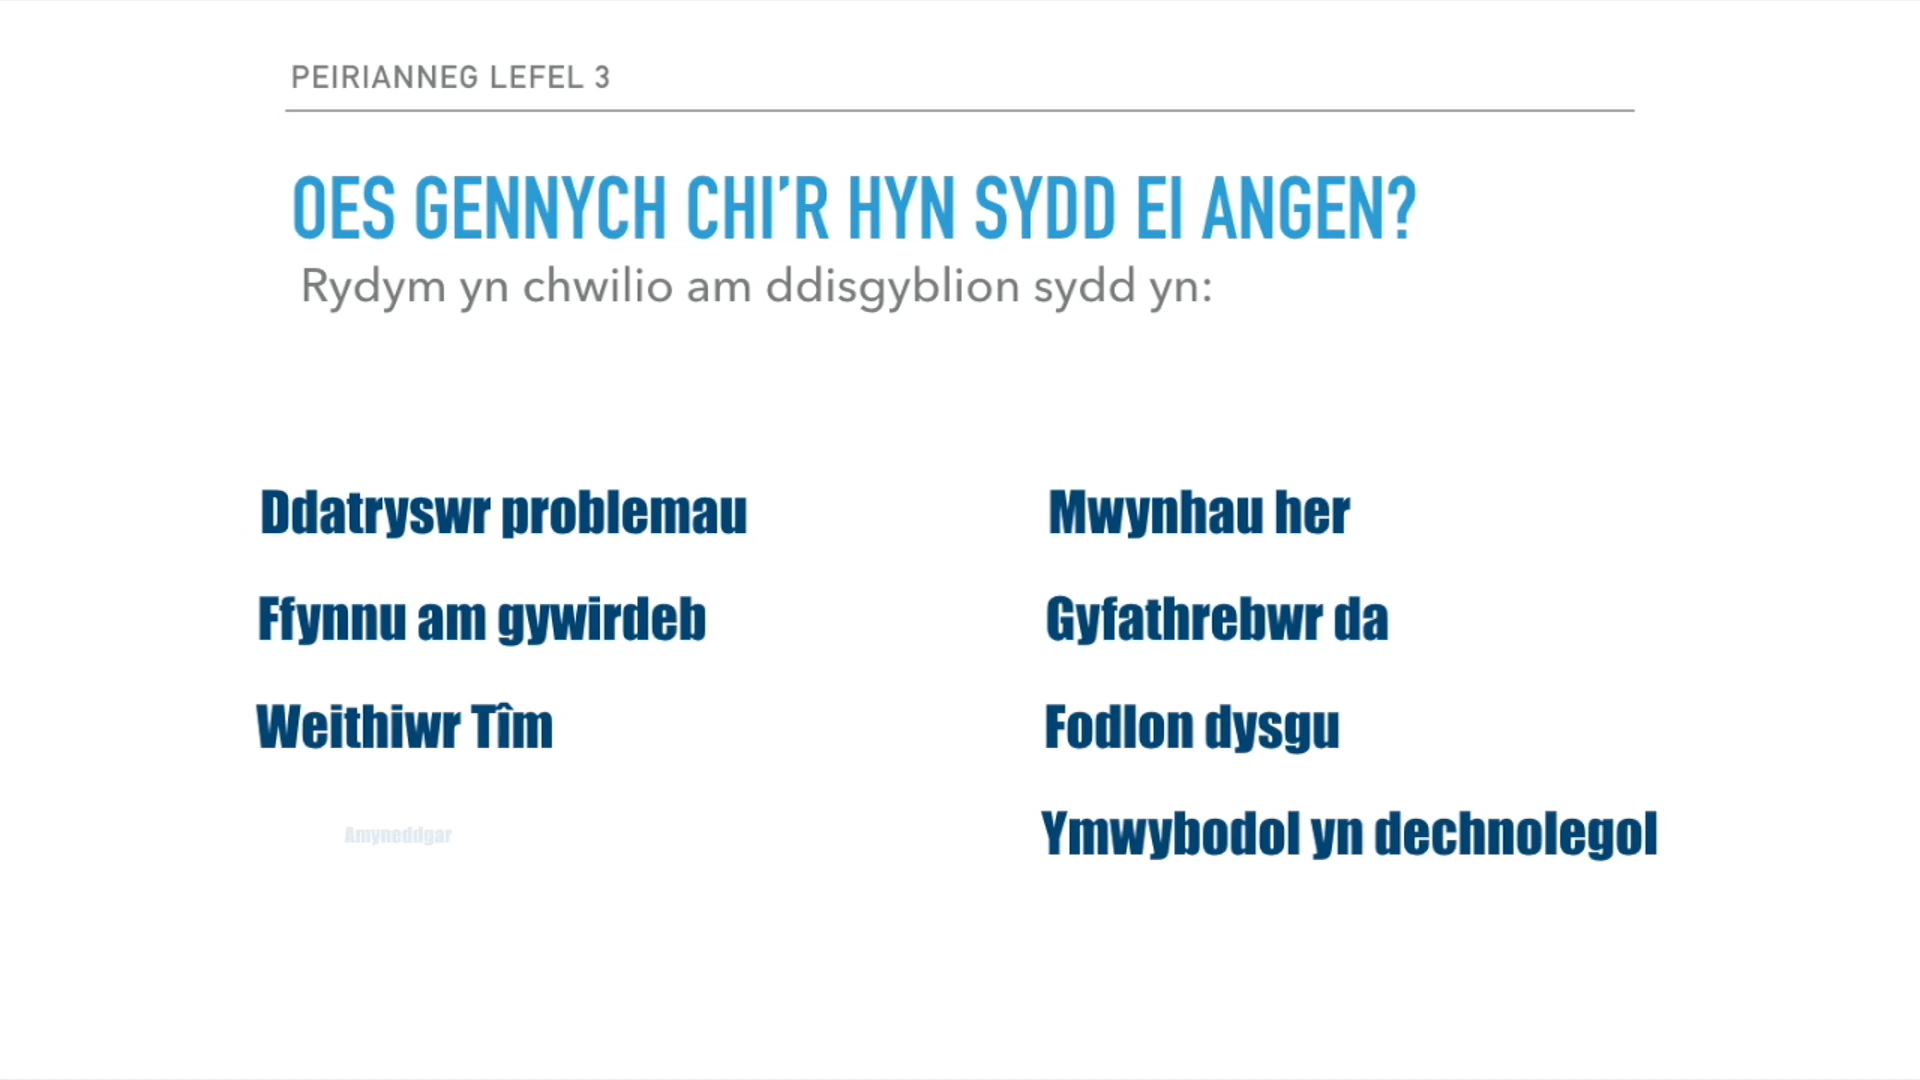 PEIRIANNEG LEFEL 3
OES GENNYCH CHI’R HYN SYDD EI ANGEN?
Rydym yn chwilio am ddisgyblion sydd yn:
Ddatryswr problemau
Ffynnu am gywirdeb
Weithiwr Tîm
Amyneddgar
Mwynhau her
Gyfathrebwr da
Fodlon dysgu
Ymwybodol yn dechnolegol